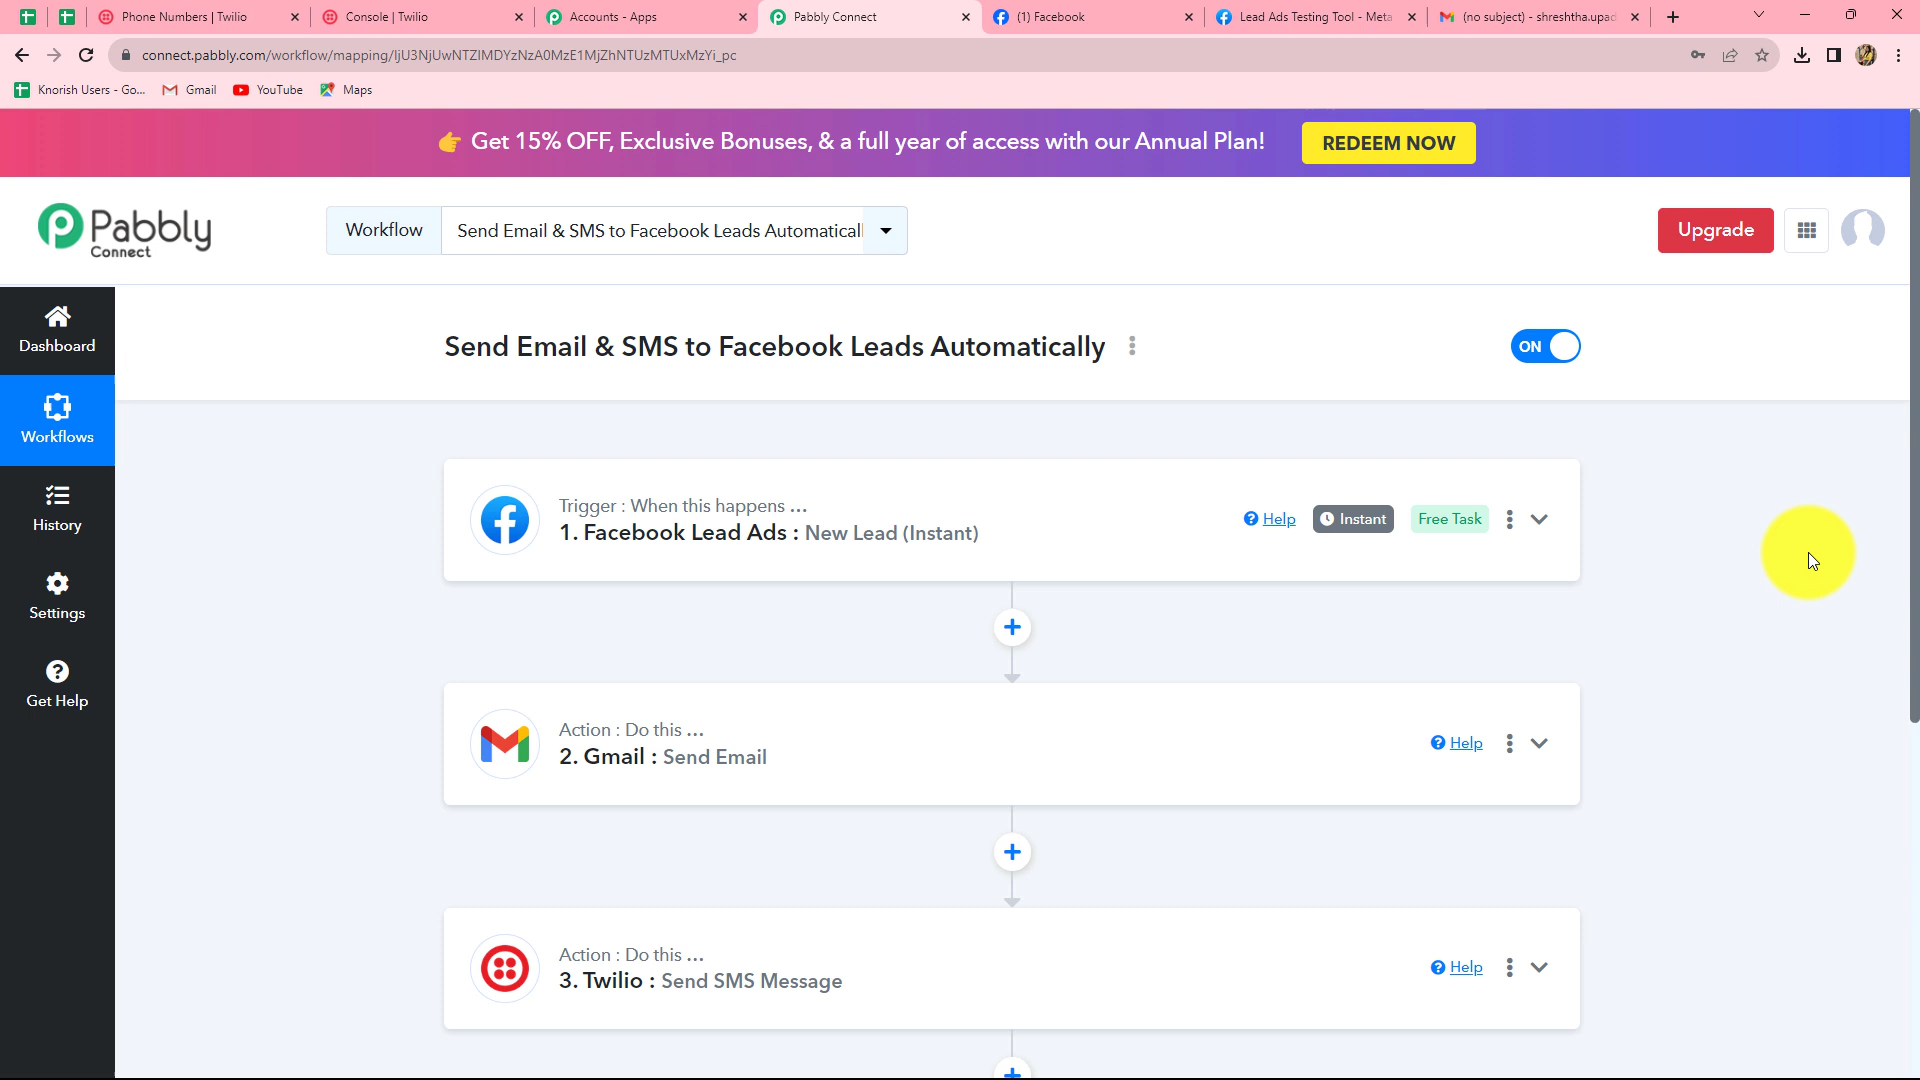 Phone Numbers | Twilio
Console | Twilio
Accounts - Apps
Pabbly Connect
(1) Facebook
Lead Ads Testing Tool - Meta
(no subject) - shreshtha.upad
connect.pabbly.com/workflow/mapping/IjU3NjUwNTZlMDYzNzA0MzE1MjZhNTUzMTUxMzYi_pc
Knorish Users - Go...
Gmail
YouTube
Maps
Get 15% OFF, Exclusive Bonuses, & a full year of access with our Annual Plan!
REDEEM NOW
Pabbly
Connect
Workflow
Send Email & SMS to Facebook Leads Automaticall
Upgrade
Dashboard
Workflows
History
Settings
Get Help
Send Email & SMS to Facebook Leads Automatically
ON
Trigger : When this happens ...
1. Facebook Lead Ads : New Lead (Instant)
Help
Instant
Free Task
Action : Do this ...
2. Gmail : Send Email
Help
Action : Do this ...
3. Twilio : Send SMS Message
Help